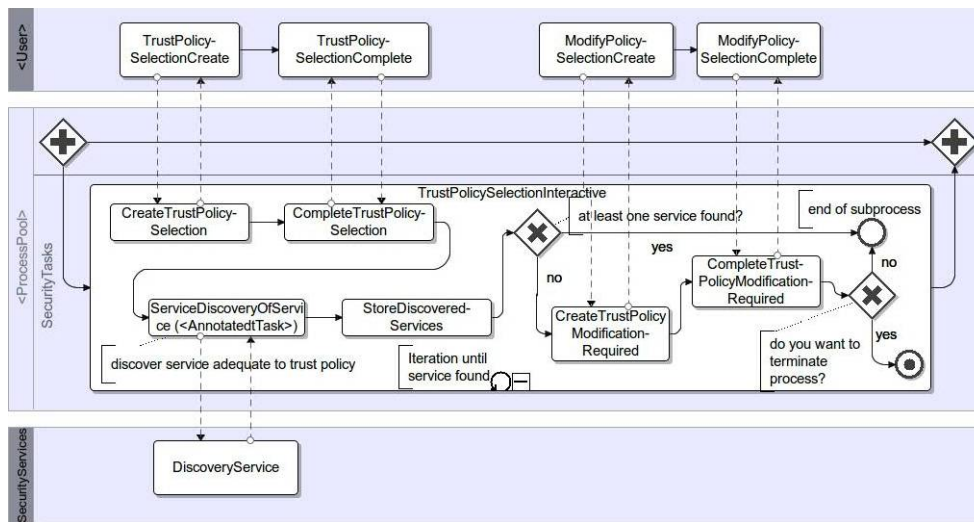 <User>
TrustPolicy-
SelectionCreate
TrustPolicy-
SelectionComplete
ModifyPolicy-
SelectionCreate
ModifyPolicy-
SelectionComplete
<ProcessPool>
SecurityTasks
TrustPolicySelectionInteractive
CreateTrustPolicy-
Selection
CompleteTrustPolicy-
Selection
at least one service found?
end of subprocess
yes
no
no
CompleteTrust-
PolicyModification-
Required
ServiceDiscoveryOfServi
ce (<AnnotatedTask>)
StoreDiscovered-
Services
CreateTrustPolicy
Modification-
Required
yes
do you want to
terminate
process?
discover service adequate to trust policy
Iteration until
service found
SecurityServices
DiscoveryService